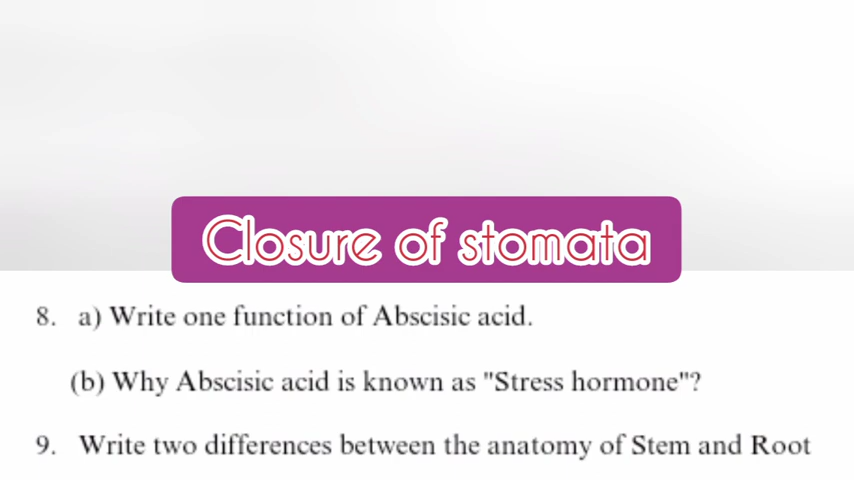 Closure of stomata
8. a) Write one function of Abscisic acid.
(b) Why Abscisic acid is known as "Stress hormone"?
9. Write two differences between the anatomy of Stem and Root